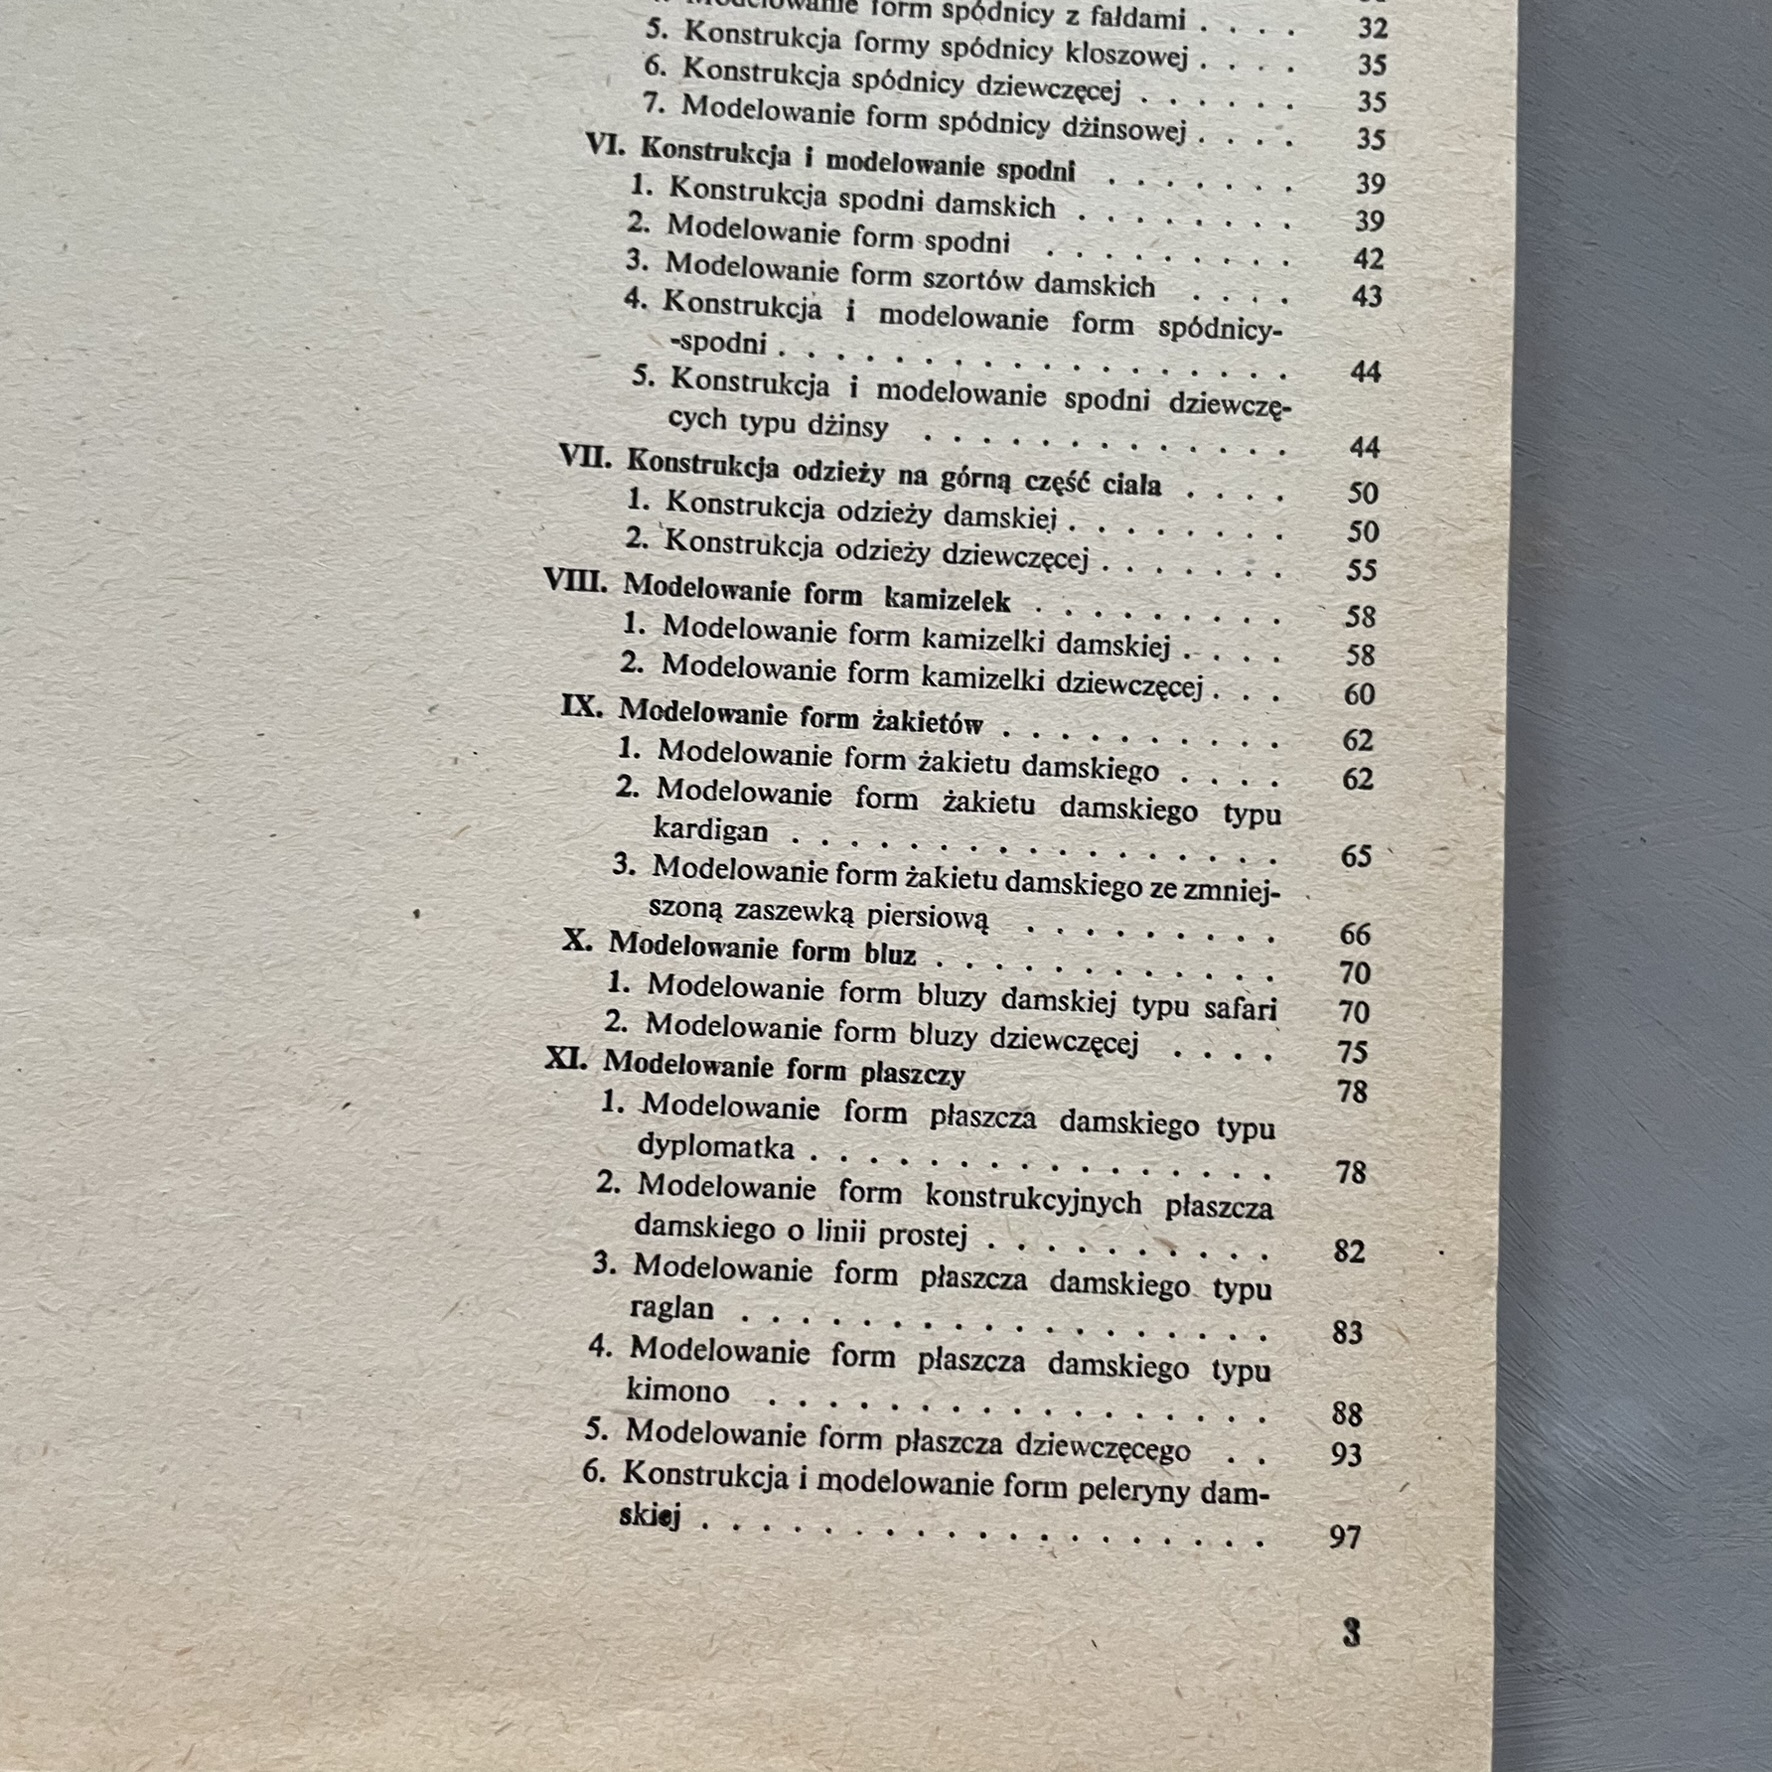 form spódnicy z fałdami . . . . 32
5. Konstrukcja formy spódnicy kloszowej . . . . 35
6. Konstrukcja spódnicy dziewczęcej . . . . . . 35
7. Modelowanie form spódnicy dżinsowej . . . . 35
VI. Konstrukcja i modelowanie spodni . . . . . . . 39
1. Konstrukcja spodni damskich . . . . . . . . 39
2. Modelowanie form spodni . . . . . . . . . 42
3. Modelowanie form szortów damskich . . . . 43
4. Konstrukcja i modelowanie form spódnicy-
-spodni . . . . . . . . . . . . . . . . . . 44
5. Konstrukcja i modelowanie spodni dziewczę-
cych typu dżinsy . . . . . . . . . . . . . 44
VII. Konstrukcja odzieży na górną część ciała . . . . 50
1. Konstrukcja odzieży damskiej . . . . . . . . 50
2. Konstrukcja odzieży dziewczęcej . . . . . . . 55
VIII. Modelowanie form kamizelek . . . . . . . . . 58
1. Modelowanie form kamizelki damskiej . . . . 58
2. Modelowanie form kamizelki dziewczęcej . . . 60
IX. Modelowanie form żakietów . . . . . . . . . . 62
1. Modelowanie form żakietu damskiego . . . . 62
2. Modelowanie form żakietu damskiego typu
kardigan . . . . . . . . . . . . . . . . . 65
3. Modelowanie form żakietu damskiego ze zmniej-
szoną zaszewką piersiową . . . . . . . . . 66
X. Modelowanie form bluz . . . . . . . . . . . . 70
1. Modelowanie form bluzy damskiej typu safari 70
2. Modelowanie form bluzy dziewczęcej . . . . 75
XI. Modelowanie form płaszczy 78
1. Modelowanie form płaszcza damskiego typu
dyplomatka . . . . . . . . . . . . . . . . 78
2. Modelowanie form konstrukcyjnych płaszcza
damskiego o linii prostej . . . . . . . . . . 82
3. Modelowanie form płaszcza damskiego typu
raglan . . . . . . . . . . . . . . . . . . 83
4. Modelowanie form płaszcza damskiego typu
kimono . . . . . . . . . . . . . . . . . 88
5. Modelowanie form płaszcza dziewczęcego . . 93
6. Konstrukcja i modelowanie form peleryny dam-
skiej . . . . . . . . . . . . . . . . . . . 97
3